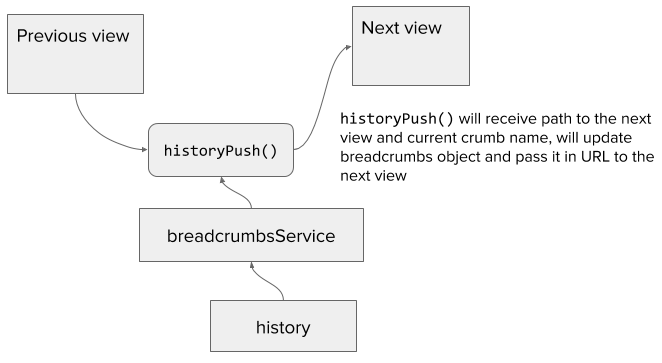 Previous view
Next view
historyPush() will receive path to the next
view and current crumb name, will update
breadcrumbs object and pass it in URL to the
next view
historyPush()
breadcrumbsService
history